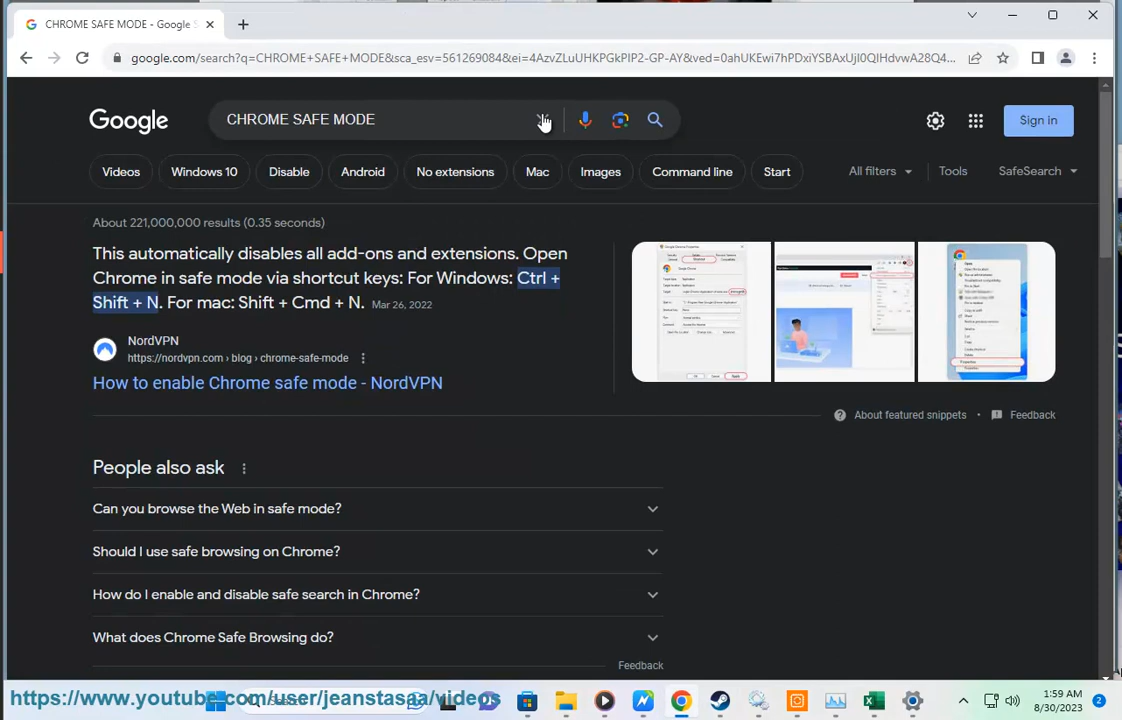 CHROME SAFE MODE - Google S
google.com/search?q=CHROME+SAFE+MODE&sca_esv=561269084&ei=4AzvZLuUHKPGkPIP2-GP-AY&ved=0ahUKEwi7hPDxiYSBAxUjI0QIHdvwA28Q4...
Google
CHROME SAFE MODE
Sign in
Videos
Windows 10
Disable
Android
No extensions
Mac
Images
Command line
Start
All filters
Tools
SafeSearch
About 221,000,000 results (0.35 seconds)
This automatically disables all add-ons and extensions. Open
Chrome in safe mode via shortcut keys: For Windows: Ctrl +
Shift + N. For mac: Shift + Cmd + N. Mar 26, 2022
NordVPN
https://nordvpn.com › blog › chrome-safe-mode
How to enable Chrome safe mode - NordVPN
About featured snippets • Feedback
People also ask
Can you browse the Web in safe mode?
Should I use safe browsing on Chrome?
How do I enable and disable safe search in Chrome?
What does Chrome Safe Browsing do?
Feedback
https://www.youtube.com/user/jeanstasaa/videos
1:59 AM
8/30/2023
2